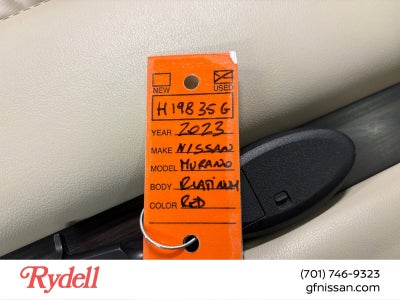 NEW USED
H19835G
YEAR 2023
MAKE NISSAN
MODEL MURANO
BODY PLATINUM
COLOR RED
Rydell
(701) 746-9323
gfnissan.com